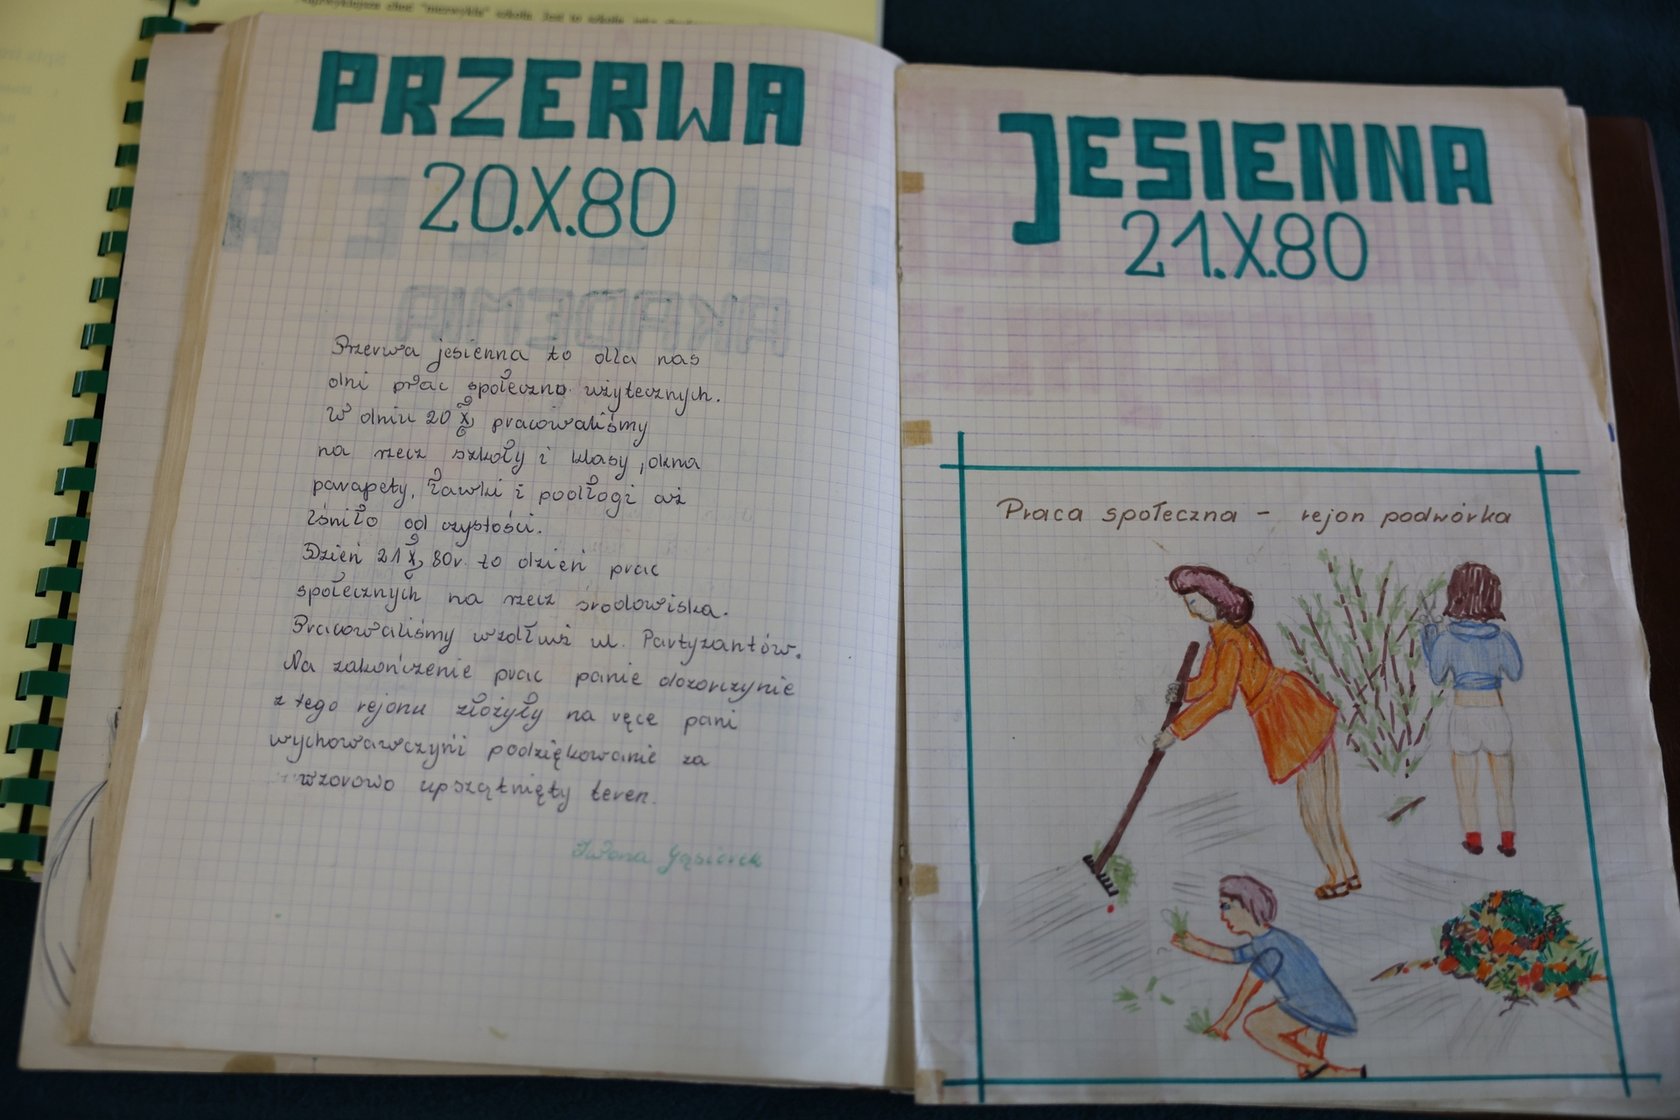 PRZERWA
20.X.80
Przerwa jesienna to dla nas
dni prac społeczno użytecznych.
W dniu 20 X pracowaliśmy
na rzecz szkoły i klasy, okna
parapety, ławki i podłogi aż
lśniło od czystości.
Dzień 21 X 80r. to dzień prac
społecznych na rzecz środowiska.
Pracowaliśmy wzdłuż ul. Partyzantów.
Na zakończenie prac panie dozorczynie
z tego rejonu złożyły na ręce pani
wychowawczyni podziękowanie za
wzorowo upszątnięty teren.
Iwona Gąsiorek
JESIENNA
21.X.80
Praca społeczna - rejon podwórka